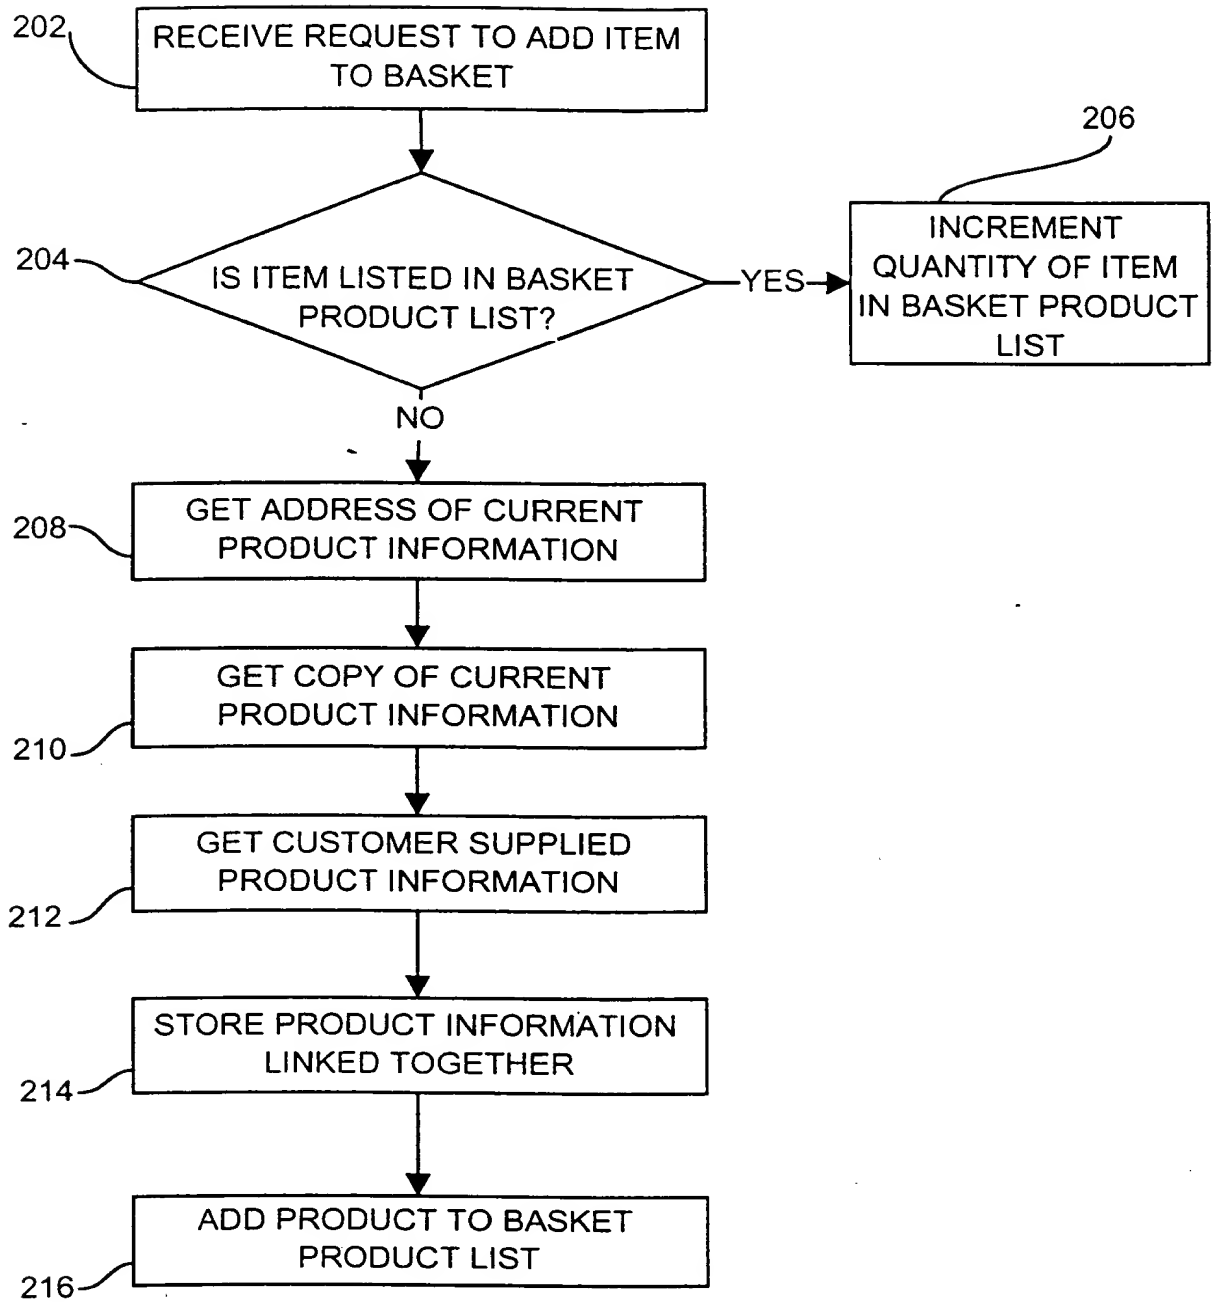 202
RECEIVE REQUEST TO ADD ITEM
TO BASKET
206
204
IS ITEM LISTED IN BASKET
PRODUCT LIST?
YES
INCREMENT
QUANTITY OF ITEM
IN BASKET PRODUCT
LIST
NO
208
GET ADDRESS OF CURRENT
PRODUCT INFORMATION
210
GET COPY OF CURRENT
PRODUCT INFORMATION
212
GET CUSTOMER SUPPLIED
PRODUCT INFORMATION
214
STORE PRODUCT INFORMATION
LINKED TOGETHER
216
ADD PRODUCT TO BASKET
PRODUCT LIST